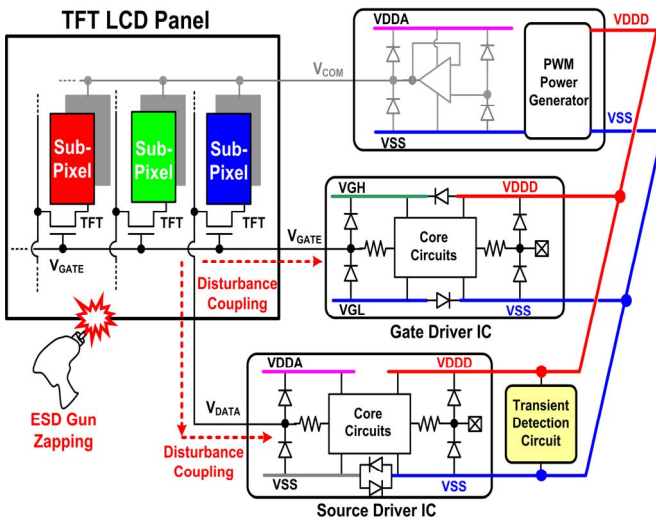 TFT LCD Panel
Sub-
Pixel
Sub-
Pixel
Sub-
Pixel
TFT
TFT
TFT
VGATE
ESD Gun
Zapping
VCOM
VDDA
VSS
PWM
Power
Generator
VDDD
VSS
VGATE
Disturbance
Coupling
VGH
VDDD
Core
Circuits
VGL
VSS
Gate Driver IC
VDATA
Disturbance
Coupling
VDDA
VDDD
Core
Circuits
VSS
VSS
Source Driver IC
Transient
Detection
Circuit